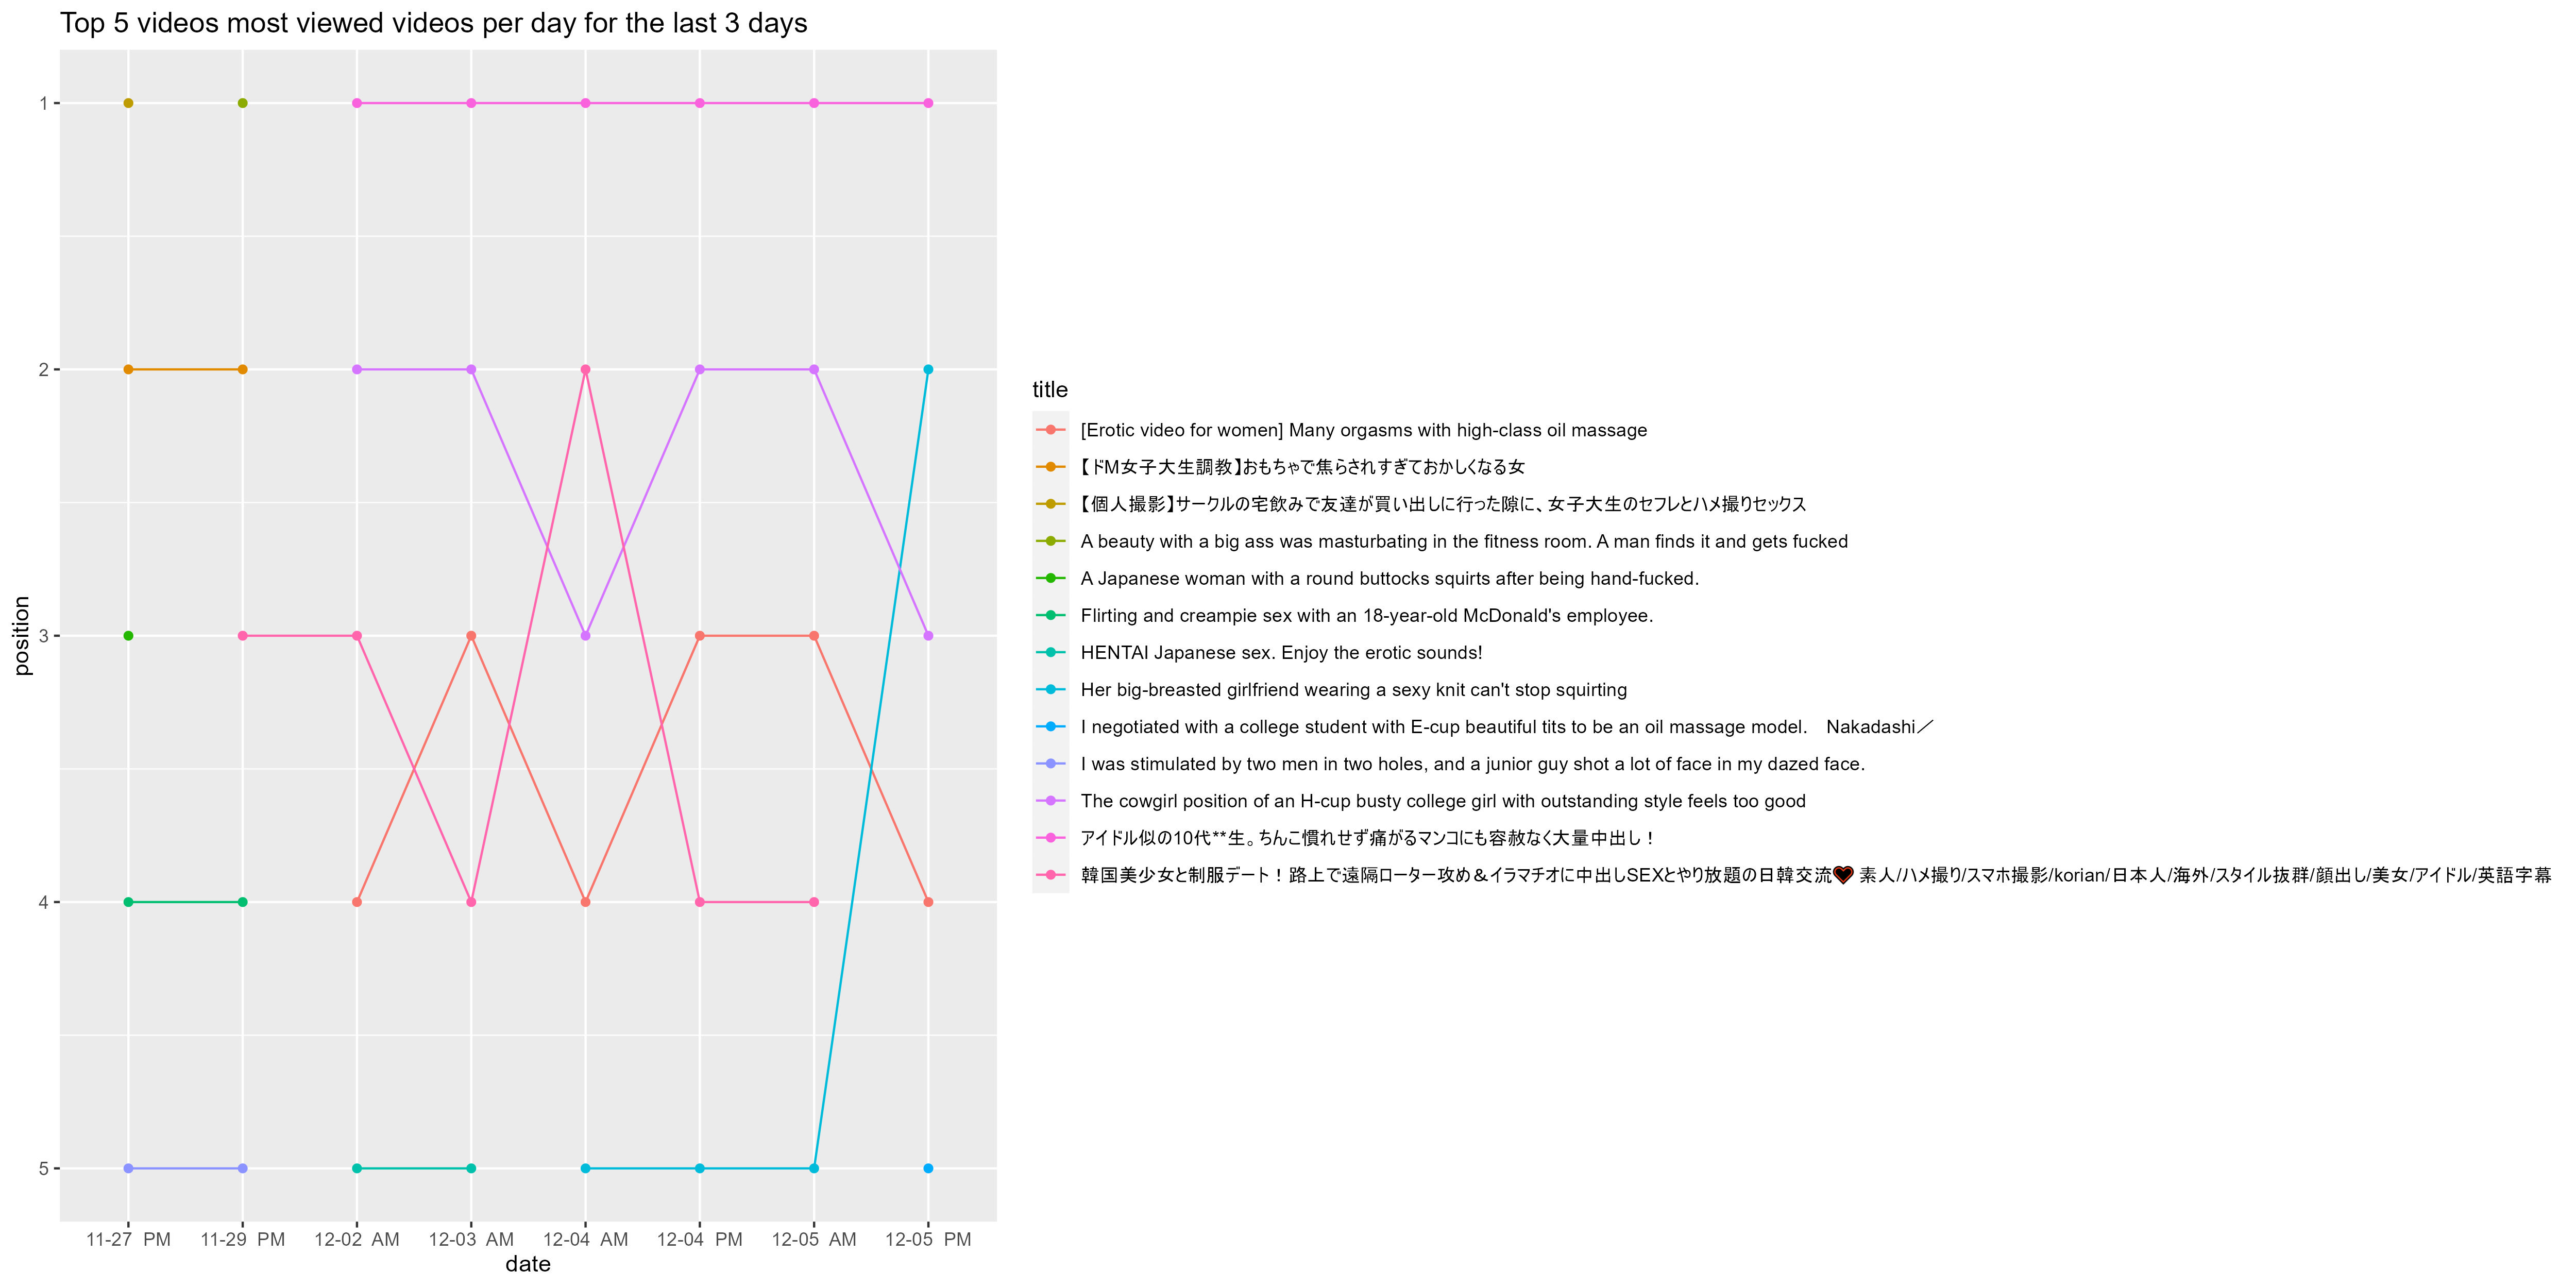 Top 5 videos most viewed videos per day for the last 3 days
position
1
2
3
4
5
11-27 PM 11-29 PM 12-02 AM 12-03 AM 12-04 AM 12-04 PM 12-05 AM 12-05 PM
date
title
[Erotic video for women] Many orgasms with high-class oil massage
【ドM女子大生調教】おもちゃで焦らされすぎておかしくなる女
【個人撮影】サークルの宅飲みで友達が買い出しに行った隙に、女子大生のセフレとハメ撮りセックス
A beauty with a big ass was masturbating in the fitness room. A man finds it and gets fucked
A Japanese woman with a round buttocks squirts after being hand-fucked.
Flirting and creampie sex with an 18-year-old McDonald's employee.
HENTAI Japanese sex. Enjoy the erotic sounds!
Her big-breasted girlfriend wearing a sexy knit can't stop squirting
I negotiated with a college student with E-cup beautiful tits to be an oil massage model.　Nakadashi／
I was stimulated by two men in two holes, and a junior guy shot a lot of face in my dazed face.
The cowgirl position of an H-cup busty college girl with outstanding style feels too good
アイドル似の10代**生。ちんこ慣れせず痛がるマンコにも容赦なく大量中出し！
韓国美少女と制服デート！路上で遠隔ローター攻め＆イラマチオに中出しSEXとやり放題の日韓交流♥ 素人/ハメ撮り/スマホ撮影/korian/日本人/海外/スタイル抜群/顔出し/美女/アイドル/英語字幕